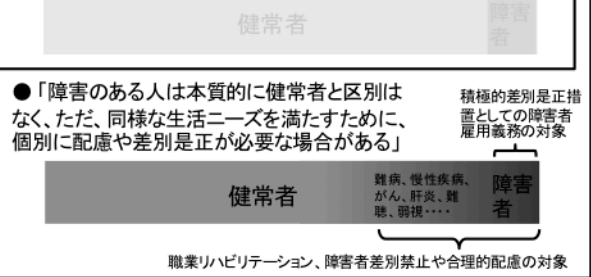 健常者
障害
者
●「障害のある人は本質的に健常者と区別は
なく、ただ、同様な生活ニーズを満たすために、
個別に配慮や差別是正が必要な場合がある」
積極的差別是正措
置としての障害者
雇用義務の対象
健常者
難病、慢性疾病、
がん、肝炎、難
聴、弱視・・・・
障害
者
職業リハビリテーション、障害者差別禁止や合理的配慮の対象